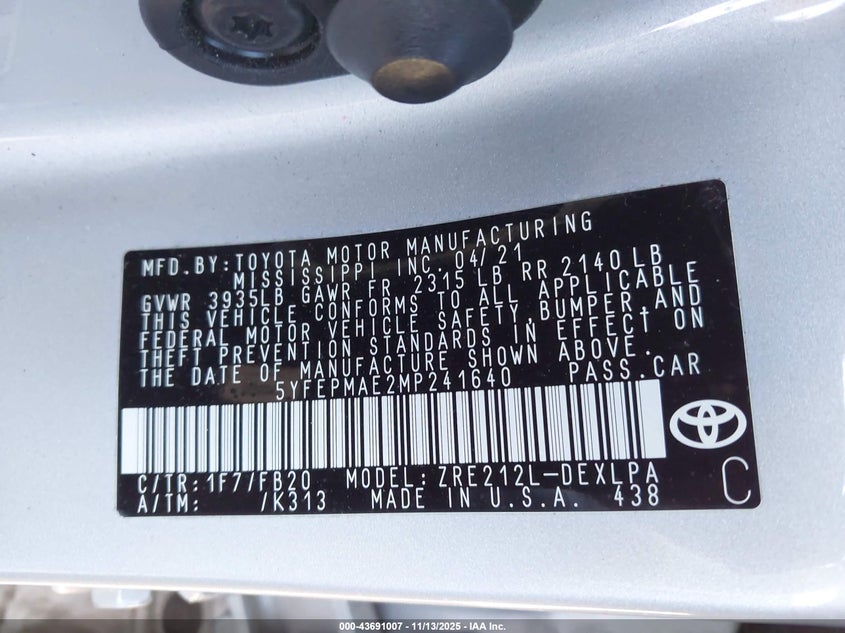 MFD.BY:TOYOTA MOTOR MANUFACTURING
MISSISSIPPI INC. 04/21
GVWR 3935LB GAWR FR 2315 LB RR 2140 LB
THIS VEHICLE CONFORMS TO ALL APPLICABLE
FEDERAL MOTOR VEHICLE SAFETY,BUMPER,AND
THEFT PREVENTION STANDARDS IN EFFECT ON
THE DATE OF MANUFACTURE SHOWN ABOVE.
5YFEPMAE2MP241640 PASS.CAR
C/TR:1F7/FB20 MODEL:ZRE212L-DEXLPA
A/TM: /K313 MADE IN U.S.A. 438
C
000-43691007 - 11/13/2025 - IAA Inc.